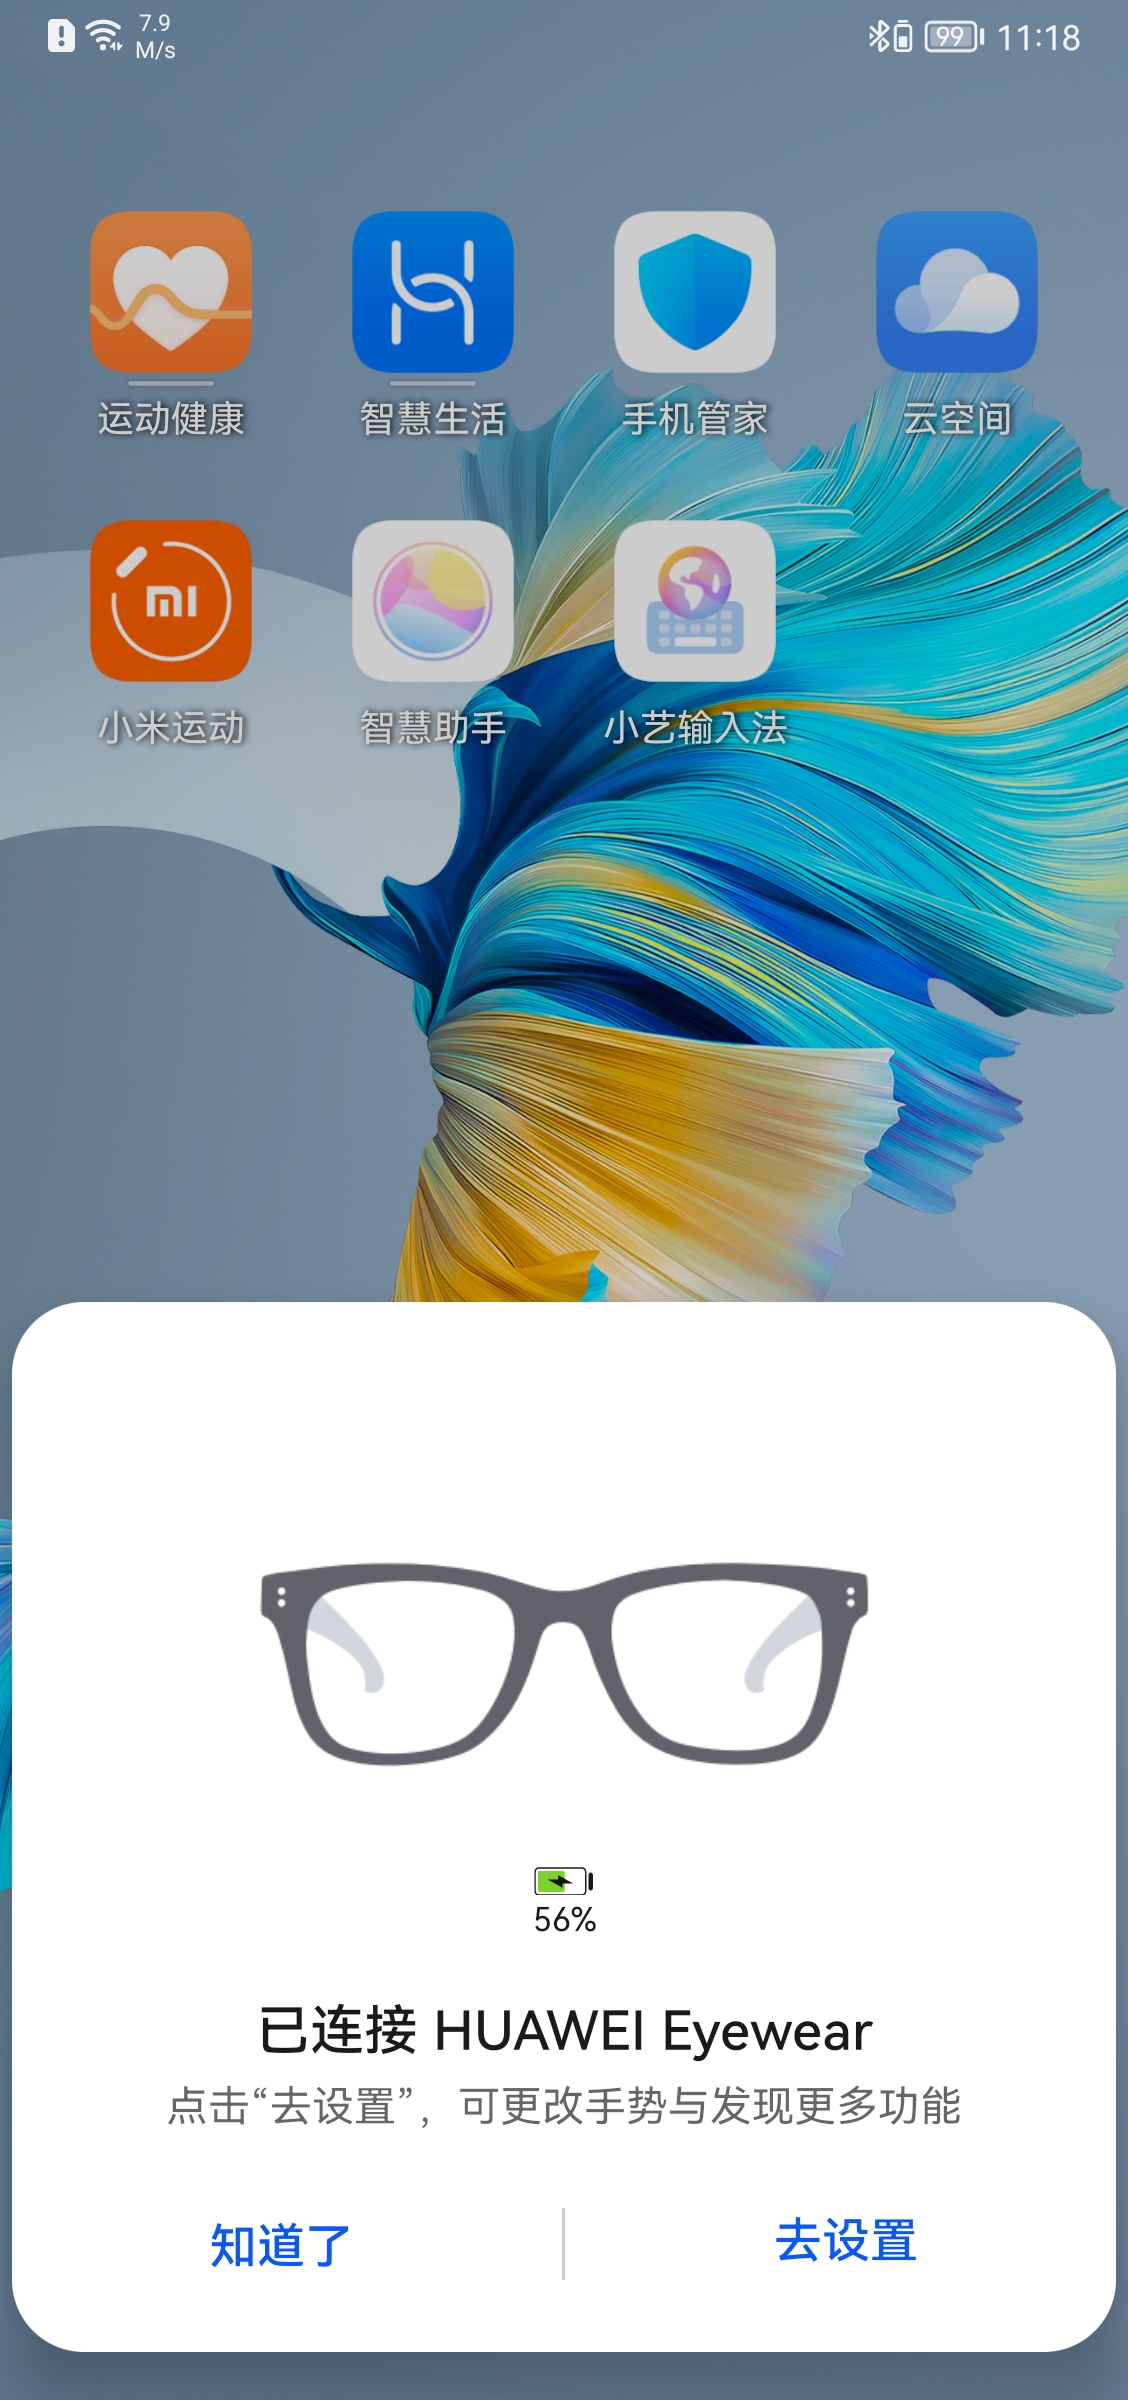 7.9
M/s
99 11:18
运动健康 智慧生活 手机管家 云空间
mi
小米运动 智慧助手 小艺输入法
56%
已连接 HUAWEI Eyewear
点击“去设置”，可更改手势与发现更多功能
知道了 去设置